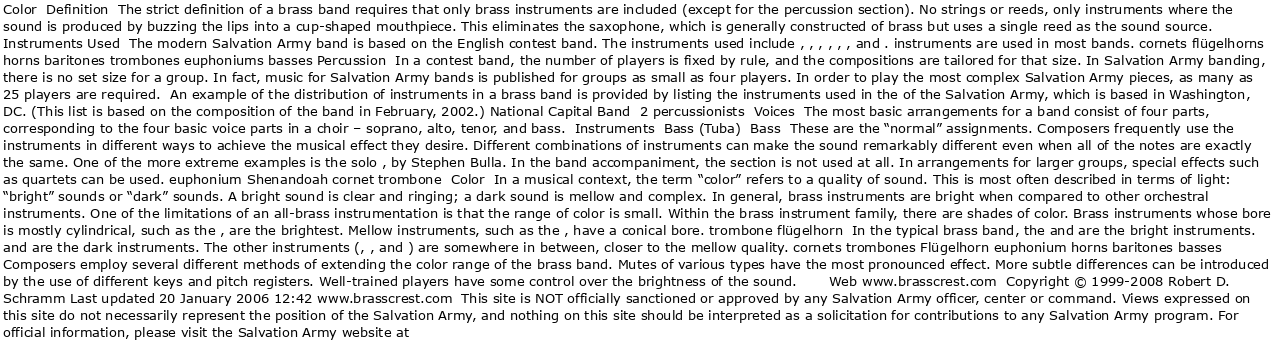 Color  Definition  The strict definition of a brass band requires that only brass instruments are included (except for the percussion section). No strings or reeds, only instruments where the
sound is produced by buzzing the lips into a cup-shaped mouthpiece. This eliminates the saxophone, which is generally constructed of brass but uses a single reed as the sound source.
Instruments Used  The modern Salvation Army band is based on the English contest band. The instruments used include , , , , , , and . instruments are used in most bands. cornets flügelhorns
horns baritones trombones euphoniums basses Percussion  In a contest band, the number of players is fixed by rule, and the compositions are tailored for that size. In Salvation Army banding,
there is no set size for a group. In fact, music for Salvation Army bands is published for groups as small as four players. In order to play the most complex Salvation Army pieces, as many as
25 players are required.  An example of the distribution of instruments in a brass band is provided by listing the instruments used in the of the Salvation Army, which is based in Washington,
DC. (This list is based on the composition of the band in February, 2002.) National Capital Band  2 percussionists  Voices  The most basic arrangements for a band consist of four parts,
corresponding to the four basic voice parts in a choir – soprano, alto, tenor, and bass.  Instruments  Bass (Tuba)  Bass  These are the “normal” assignments. Composers frequently use the
instruments in different ways to achieve the musical effect they desire. Different combinations of instruments can make the sound remarkably different even when all of the notes are exactly
the same. One of the more extreme examples is the solo , by Stephen Bulla. In the band accompaniment, the section is not used at all. In arrangements for larger groups, special effects such
as quartets can be used. euphonium Shenandoah cornet trombone  Color  In a musical context, the term “color” refers to a quality of sound. This is most often described in terms of light:
“bright” sounds or “dark” sounds. A bright sound is clear and ringing; a dark sound is mellow and complex. In general, brass instruments are bright when compared to other orchestral
instruments. One of the limitations of an all-brass instrumentation is that the range of color is small. Within the brass instrument family, there are shades of color. Brass instruments whose bore
is mostly cylindrical, such as the , are the brightest. Mellow instruments, such as the , have a conical bore. trombone flügelhorn  In the typical brass band, the and are the bright instruments.
and are the dark instruments. The other instruments (, , and ) are somewhere in between, closer to the mellow quality. cornets trombones Flügelhorn euphonium horns baritones basses
Composers employ several different methods of extending the color range of the brass band. Mutes of various types have the most pronounced effect. More subtle differences can be introduced
by the use of different keys and pitch registers. Well-trained players have some control over the brightness of the sound.     Web www.brasscrest.com  Copyright © 1999-2008 Robert D.
Schramm Last updated 20 January 2006 12:42 www.brasscrest.com  This site is NOT officially sanctioned or approved by any Salvation Army officer, center or command. Views expressed on
this site do not necessarily represent the position of the Salvation Army, and nothing on this site should be interpreted as a solicitation for contributions to any Salvation Army program. For
official information, please visit the Salvation Army website at